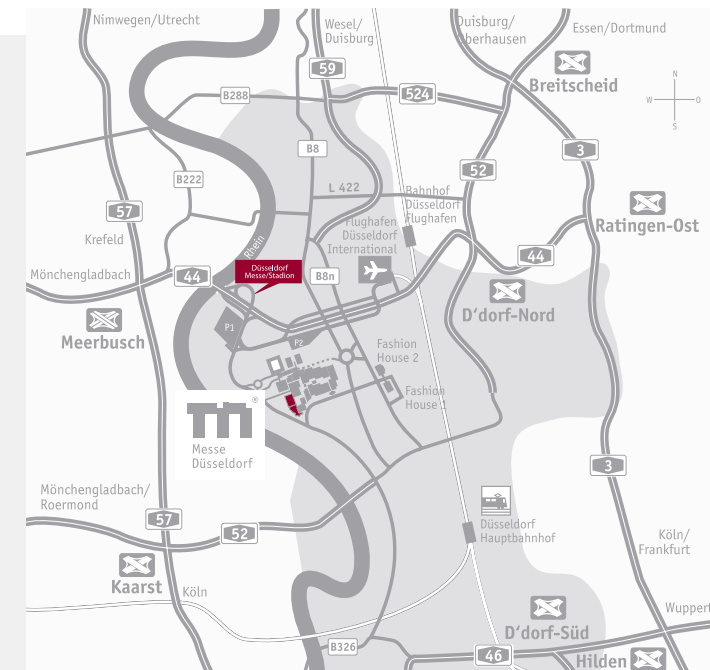 Nimwegen/Utrecht
Wesel/
Duisburg
Duisburg/
Oberhausen
Essen/Dortmund
59
Breitscheid
N
W
O
S
B288
524
B8
3
52
B222
L 422
Bahnhof
Düsseldorf
Flughafen
57
Ratingen-Ost
Krefeld
Rhein
Flughafen
Düsseldorf
International
44
Mönchengladbach
44
Düsseldorf
Messe/Stadion
B8n
D'dorf-Nord
Meerbusch
P1
P2
Fashion
House 2
Fashion
House 1
®
Messe
Düsseldorf
3
Mönchengladbach/
Roermond
57
52
Düsseldorf
Hauptbahnhof
Köln/
Frankfurt
Kaarst
Köln
Wuppert
D'dorf-Süd
B326
46
Hilden